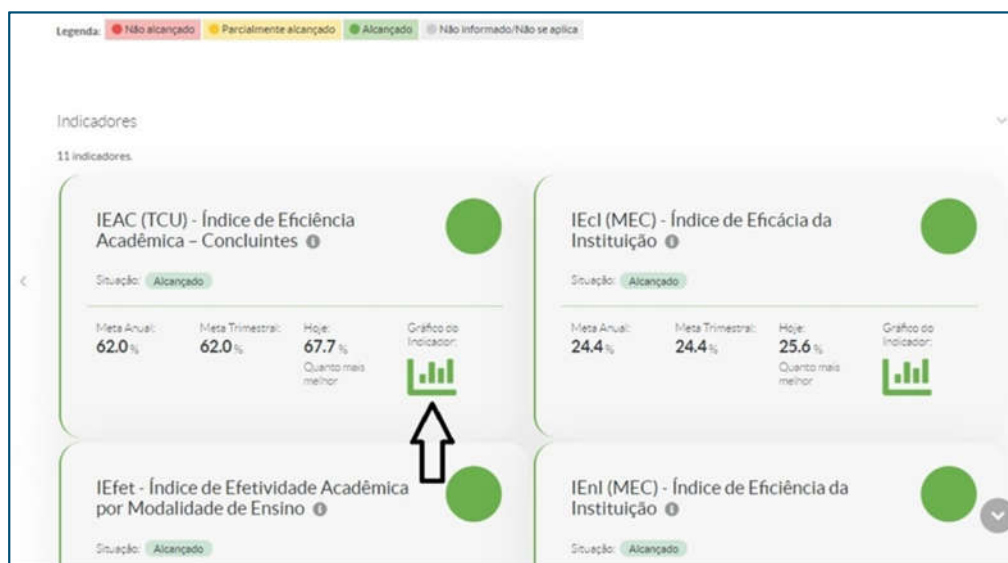 Legenda: Não alcançado Parcialmente alcançado Alcançado Não informado/Não se aplica
Indicadores
11 indicadores.
IEAC (TCU) - Índice de Eficiência
Acadêmica – Concluintes
Situação: Alcançado
Meta Anual: Meta Trimestral: Hoje: Gráfico do
Indicador:
62.0 % 62.0 % 67.7 %
Quanto mais
melhor
IEcI (MEC) - Índice de Eficácia da
Instituição
Situação: Alcançado
Meta Anual: Meta Trimestral: Hoje: Gráfico do
Indicador:
24.4 % 24.4 % 25.6 %
Quanto mais
melhor
IEfet - Índice de Efetividade Acadêmica
por Modalidade de Ensino
Situação: Alcançado
IEnI (MEC) - Índice de Eficiência da
Instituição
Situação: Alcançado